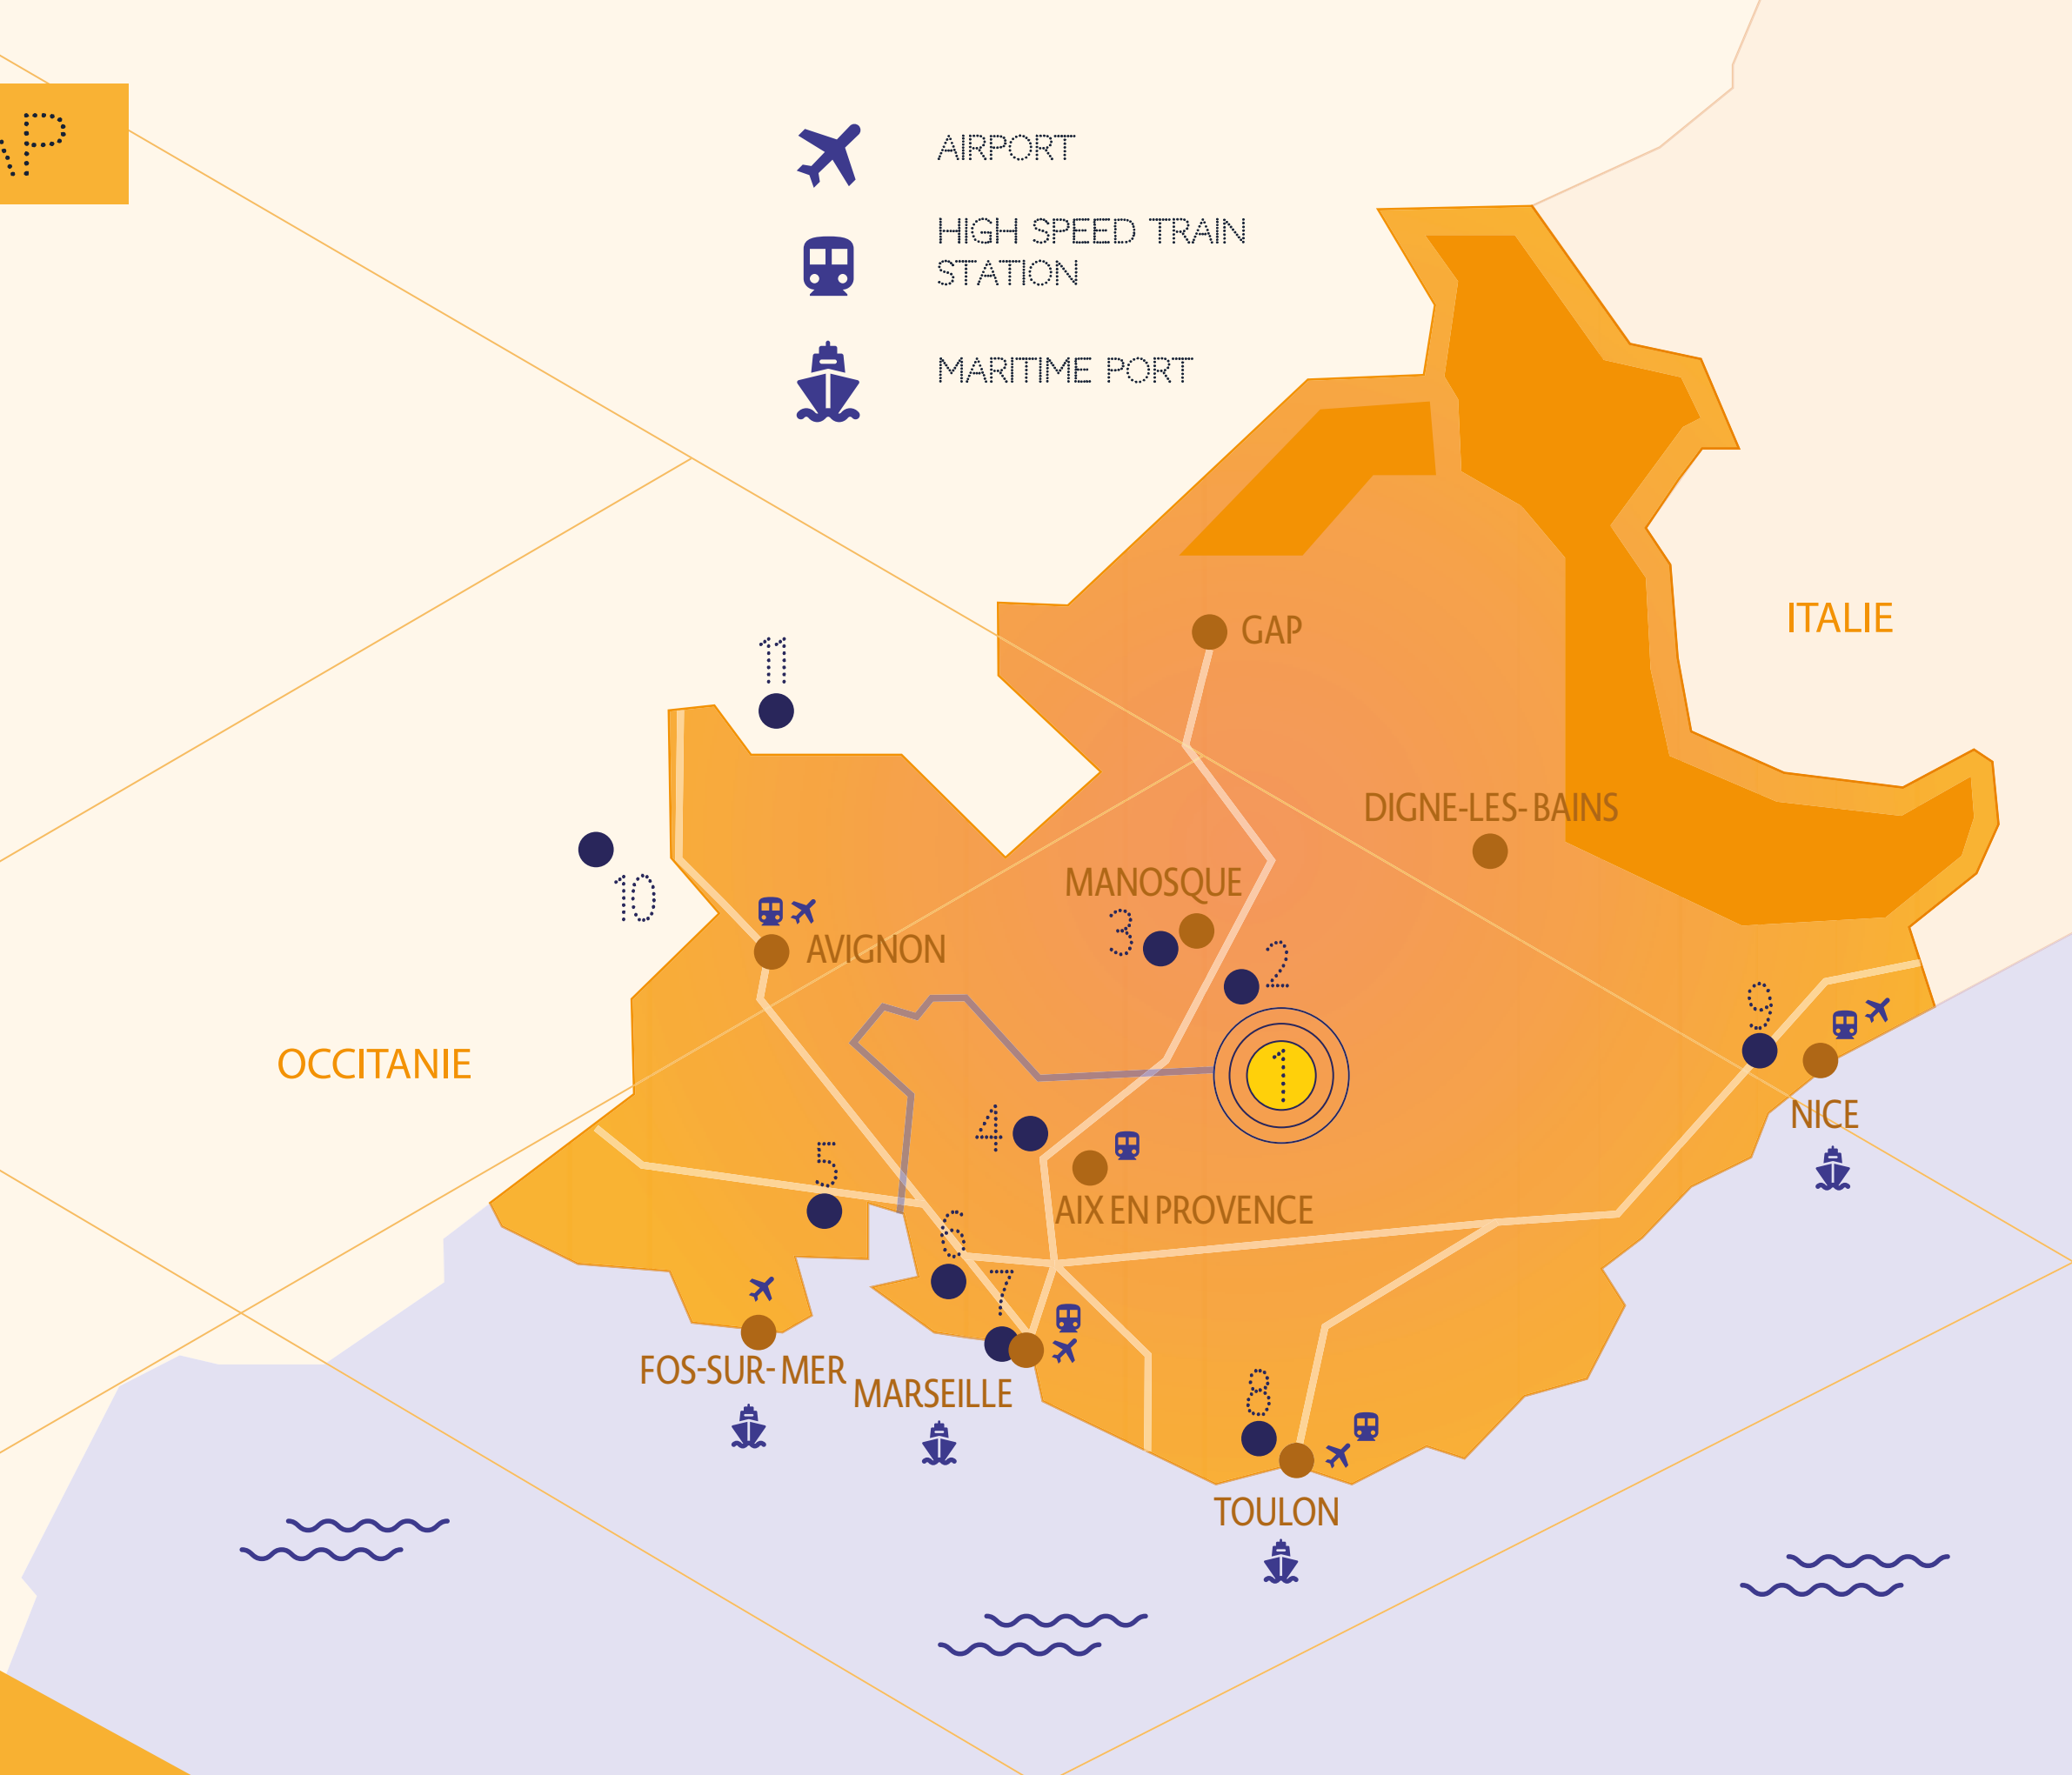 AP
AIRPORT
HIGH SPEED TRAIN
STATION
MARITIME PORT
ITALIE
GAP
11
DIGNE-LES-BAINS
MANOSQUE
10
3
AVIGNON
2
9
OCCITANIE
1
NICE
4
5
AIX EN PROVENCE
6
7
FOS-SUR-MER
MARSEILLE
8
TOULON